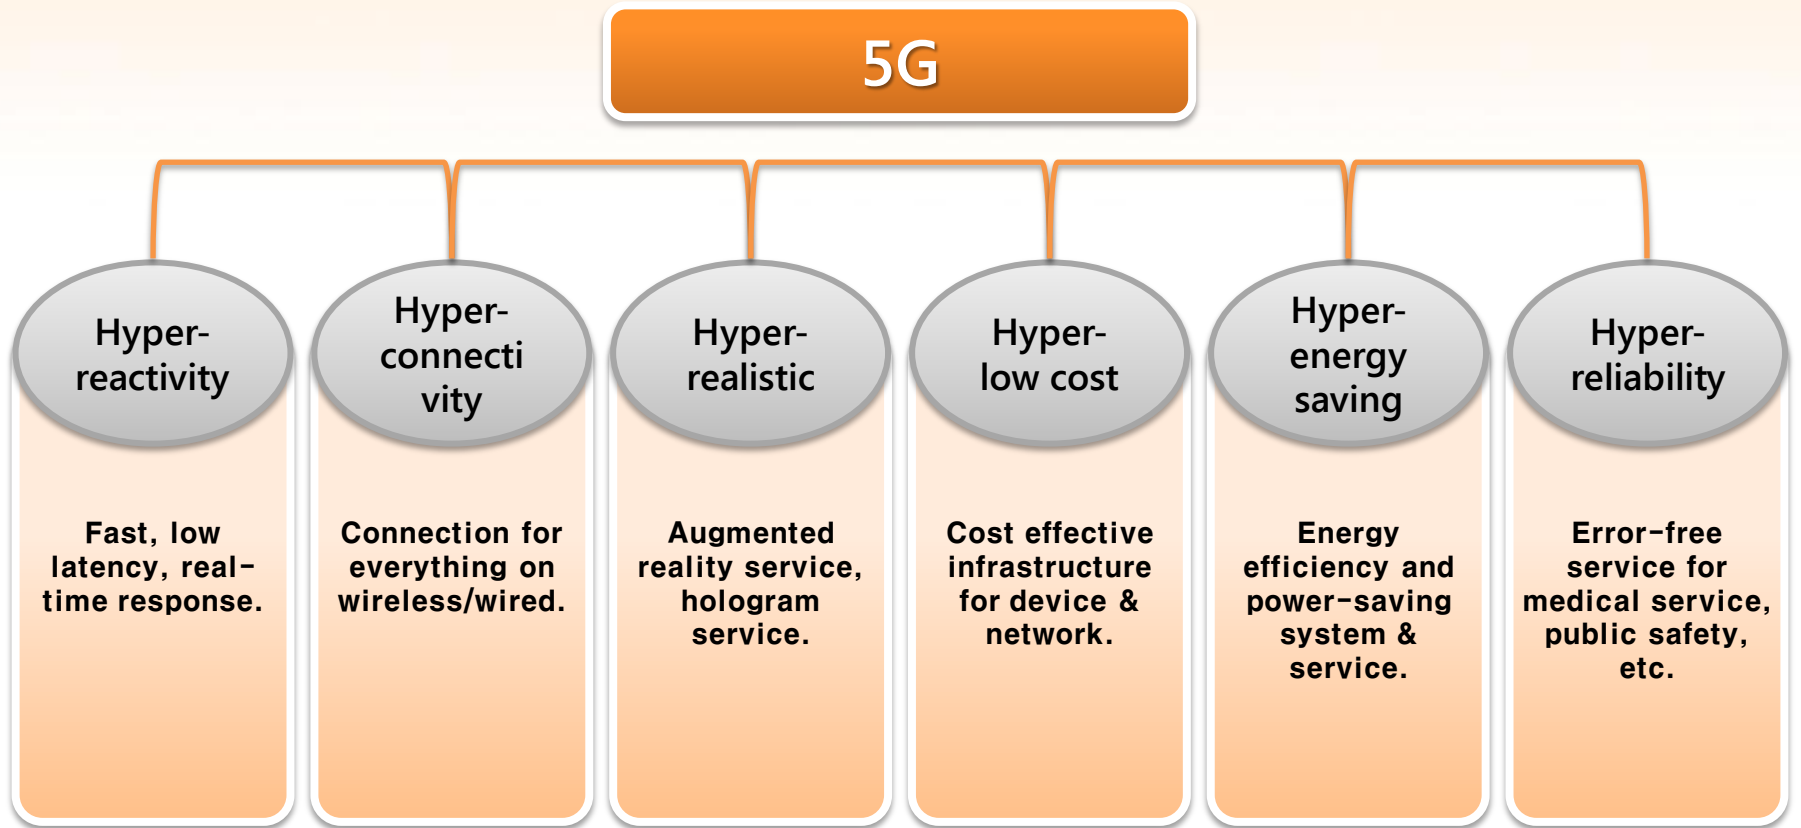 5G
Hyper-
reactivity
Hyper-
connecti
vity
Hyper-
realistic
Hyper-
low cost
Hyper-
energy
saving
Hyper-
reliability
Fast, low
latency, real-
time response.
Connection for
everything on
wireless/wired.
Augmented
reality service,
hologram
service.
Cost effective
infrastructure
for device &
network.
Energy
efficiency and
power-saving
system &
service.
Error-free
service for
medical service,
public safety,
etc.